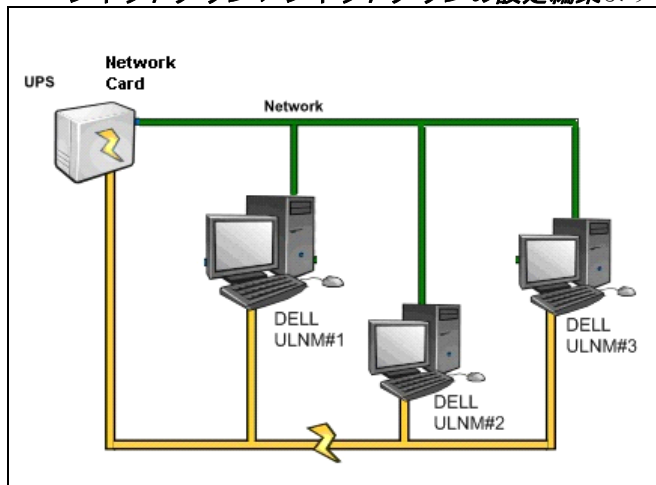 UPS
Network
Card
Network
DELL
ULNM#1
DELL
ULNM#2
DELL
ULNM#3